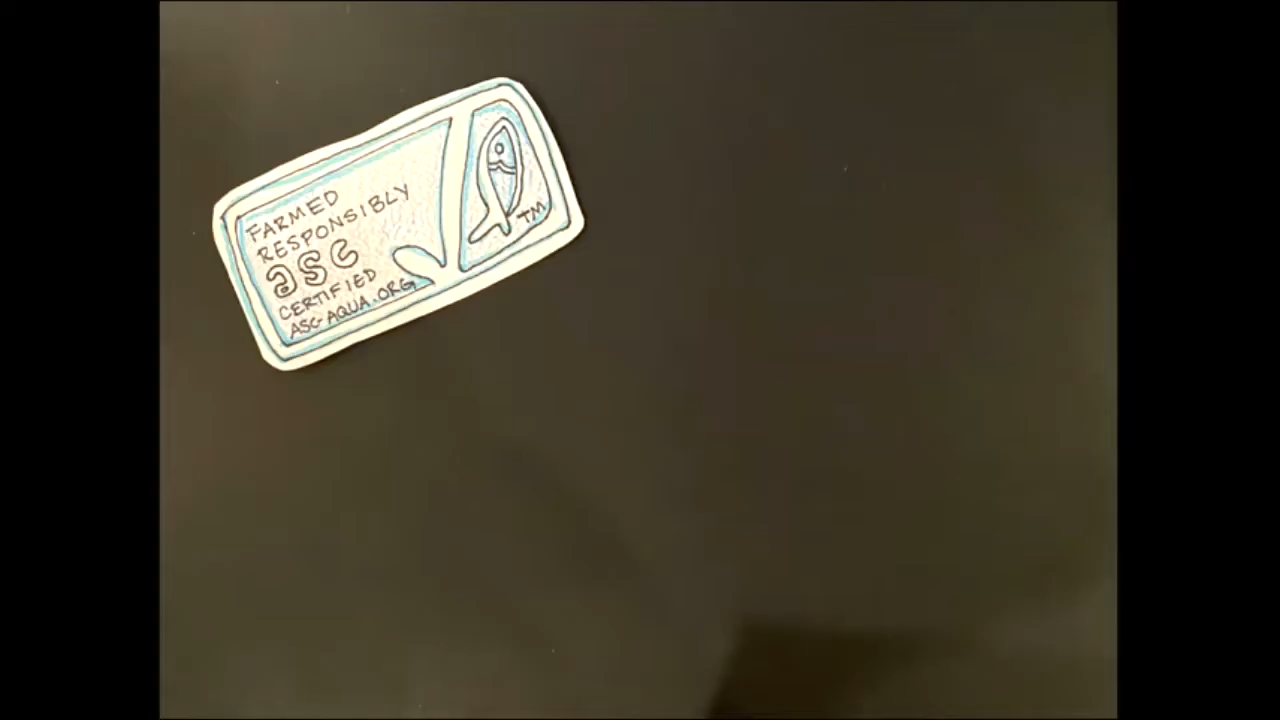 FARMED
RESPONSIBLY
asc
CERTIFIED
ASC-AQUA.ORG
TM